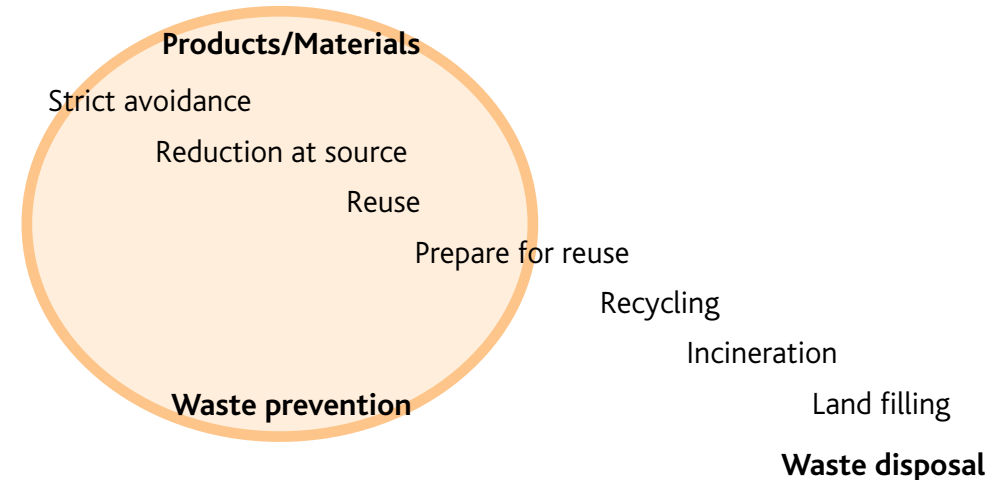 Products/Materials
Strict avoidance
Reduction at source
Reuse
Prepare for reuse
Recycling
Incineration
Land filling
Waste prevention
Waste disposal